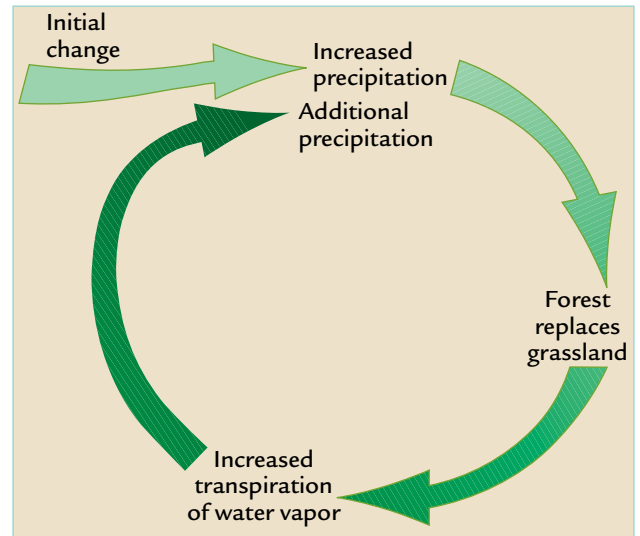 Initial
change
Increased
precipitation
Additional
precipitation
Forest
replaces
grassland
Increased
transpiration
of water vapor